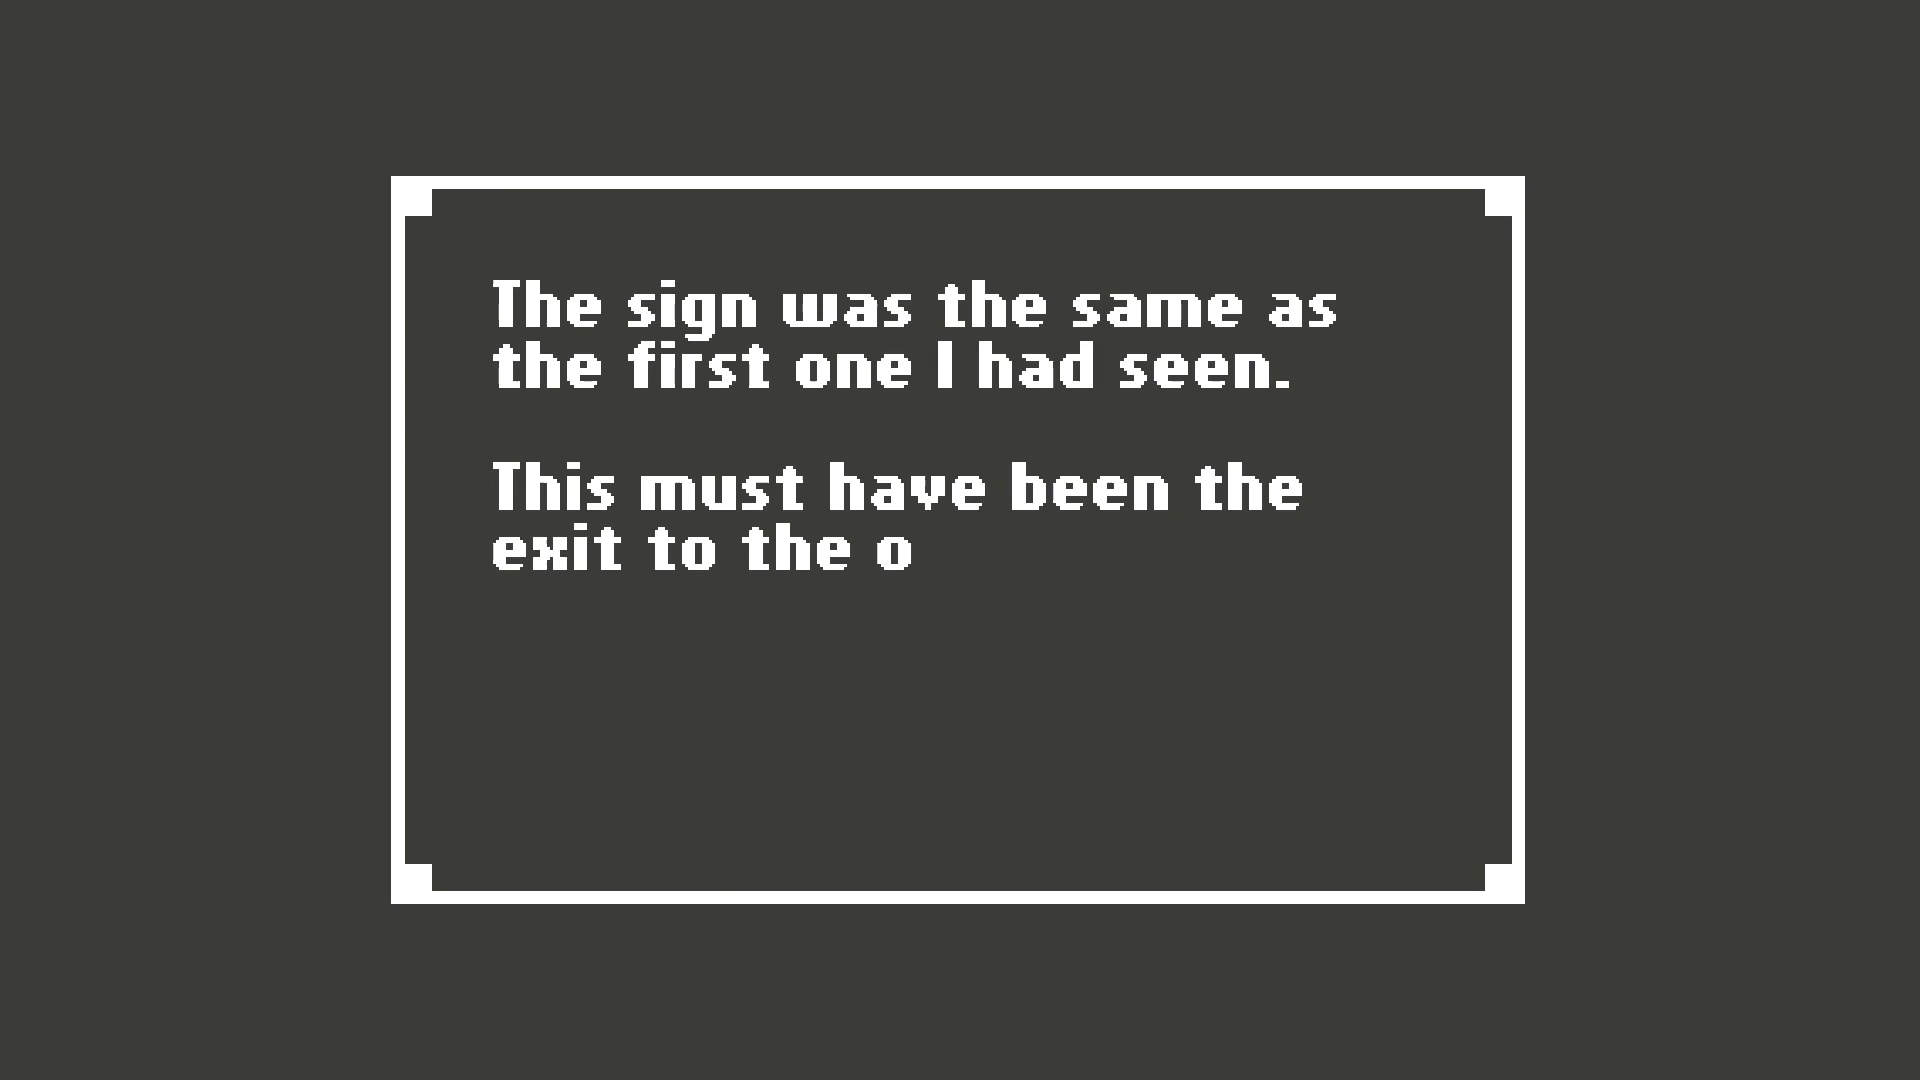 The sign was the same as
the first one I had seen.
This must have been the
exit to the o